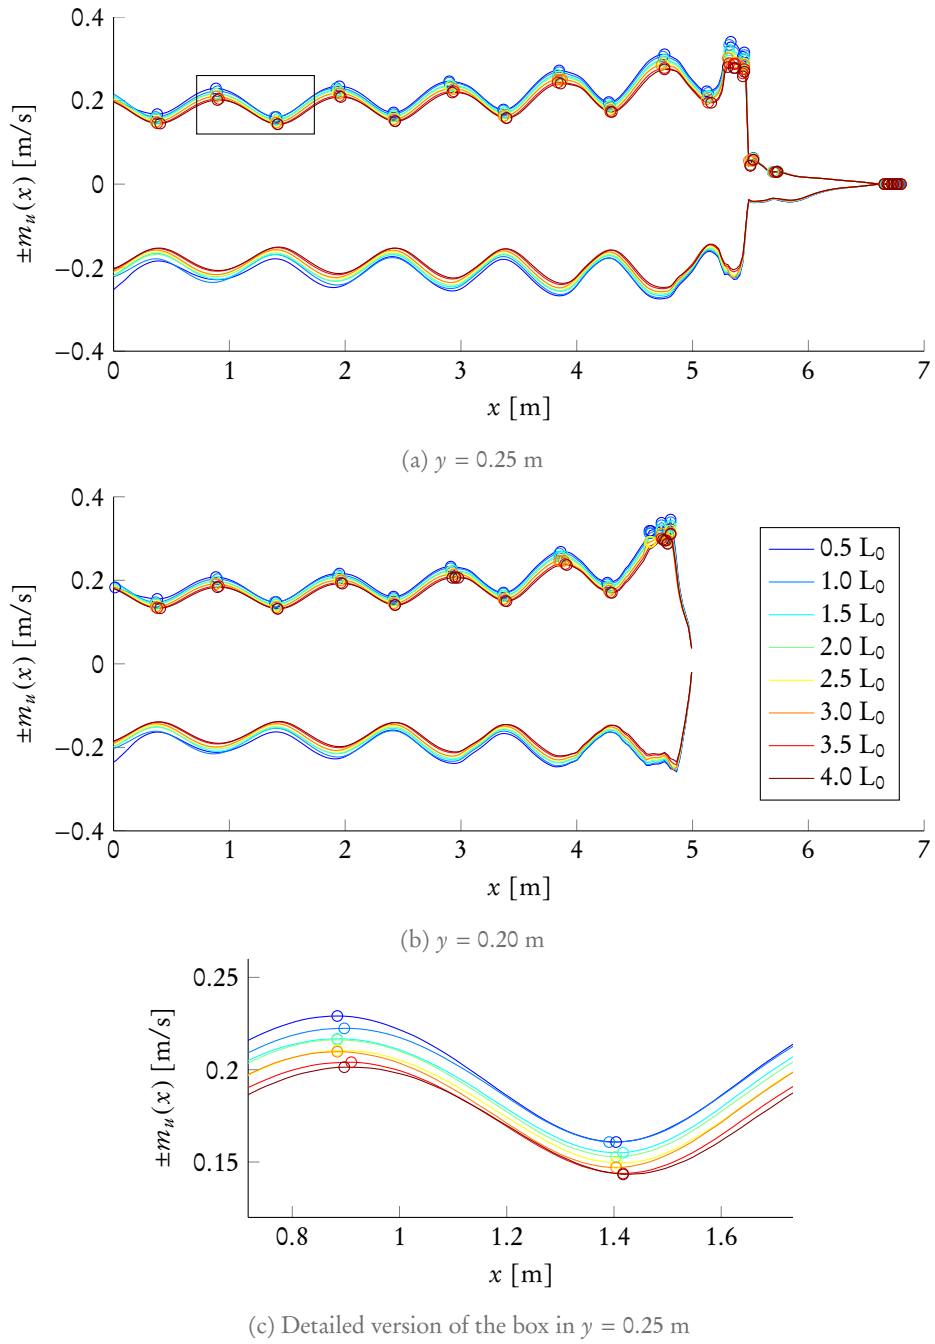 0.4
0.2
0
−0.2
−0.4
±m_u(x) [m/s]
0 1 2 3 4 5 6 7
x [m]
(a) y = 0.25 m
0.4
0.2
0
−0.2
−0.4
±m_u(x) [m/s]
0.5 L₀
1.0 L₀
1.5 L₀
2.0 L₀
2.5 L₀
3.0 L₀
3.5 L₀
4.0 L₀
0 1 2 3 4 5 6 7
x [m]
(b) y = 0.20 m
0.25
0.2
0.15
±m_u(x) [m/s]
0.8 1 1.2 1.4 1.6
x [m]
(c) Detailed version of the box in y = 0.25 m